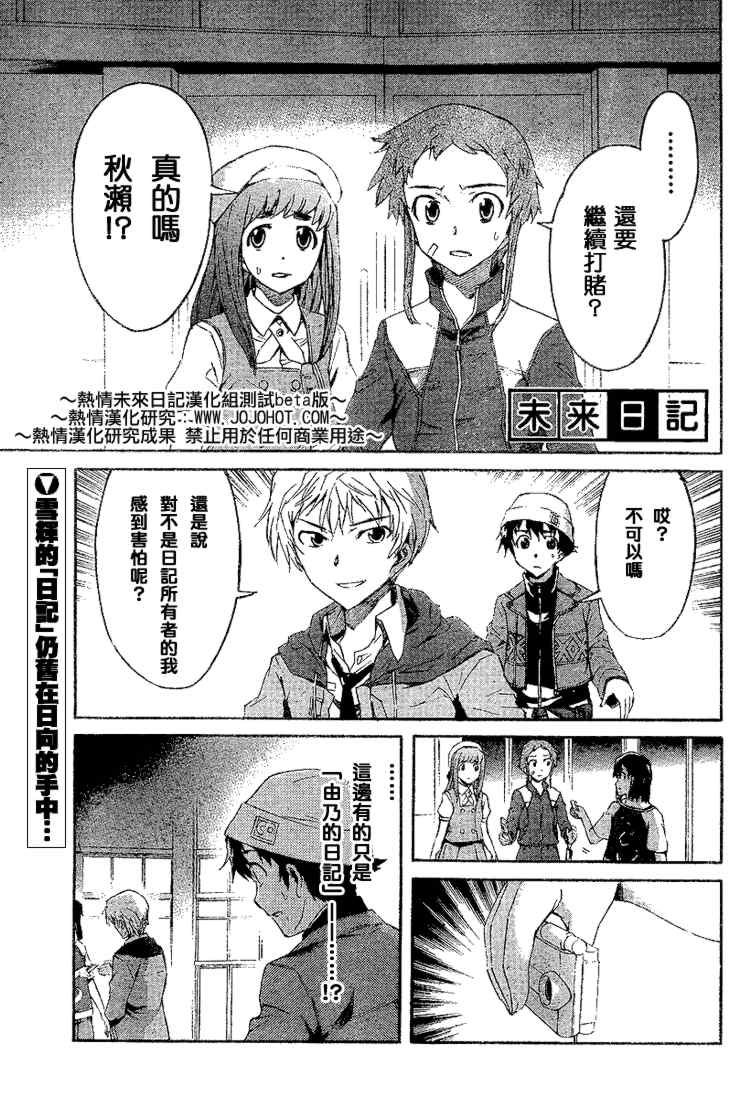 ………
還要
繼續打賭？
真的嗎
秋瀨!?
～熱情未來日記漢化組測試beta版～
～熱情漢化研究：WWW.JOJOHOT.COM～
～熱情漢化研究成果 禁止用於任何商業用途～
未来日記
哎？
不可以嗎
還是說
對不是日記所有者的我
感到害怕呢？
雪輝的「日記」仍舊在日向的手中…
………
這邊有的只是
「由乃的日記」——……!?